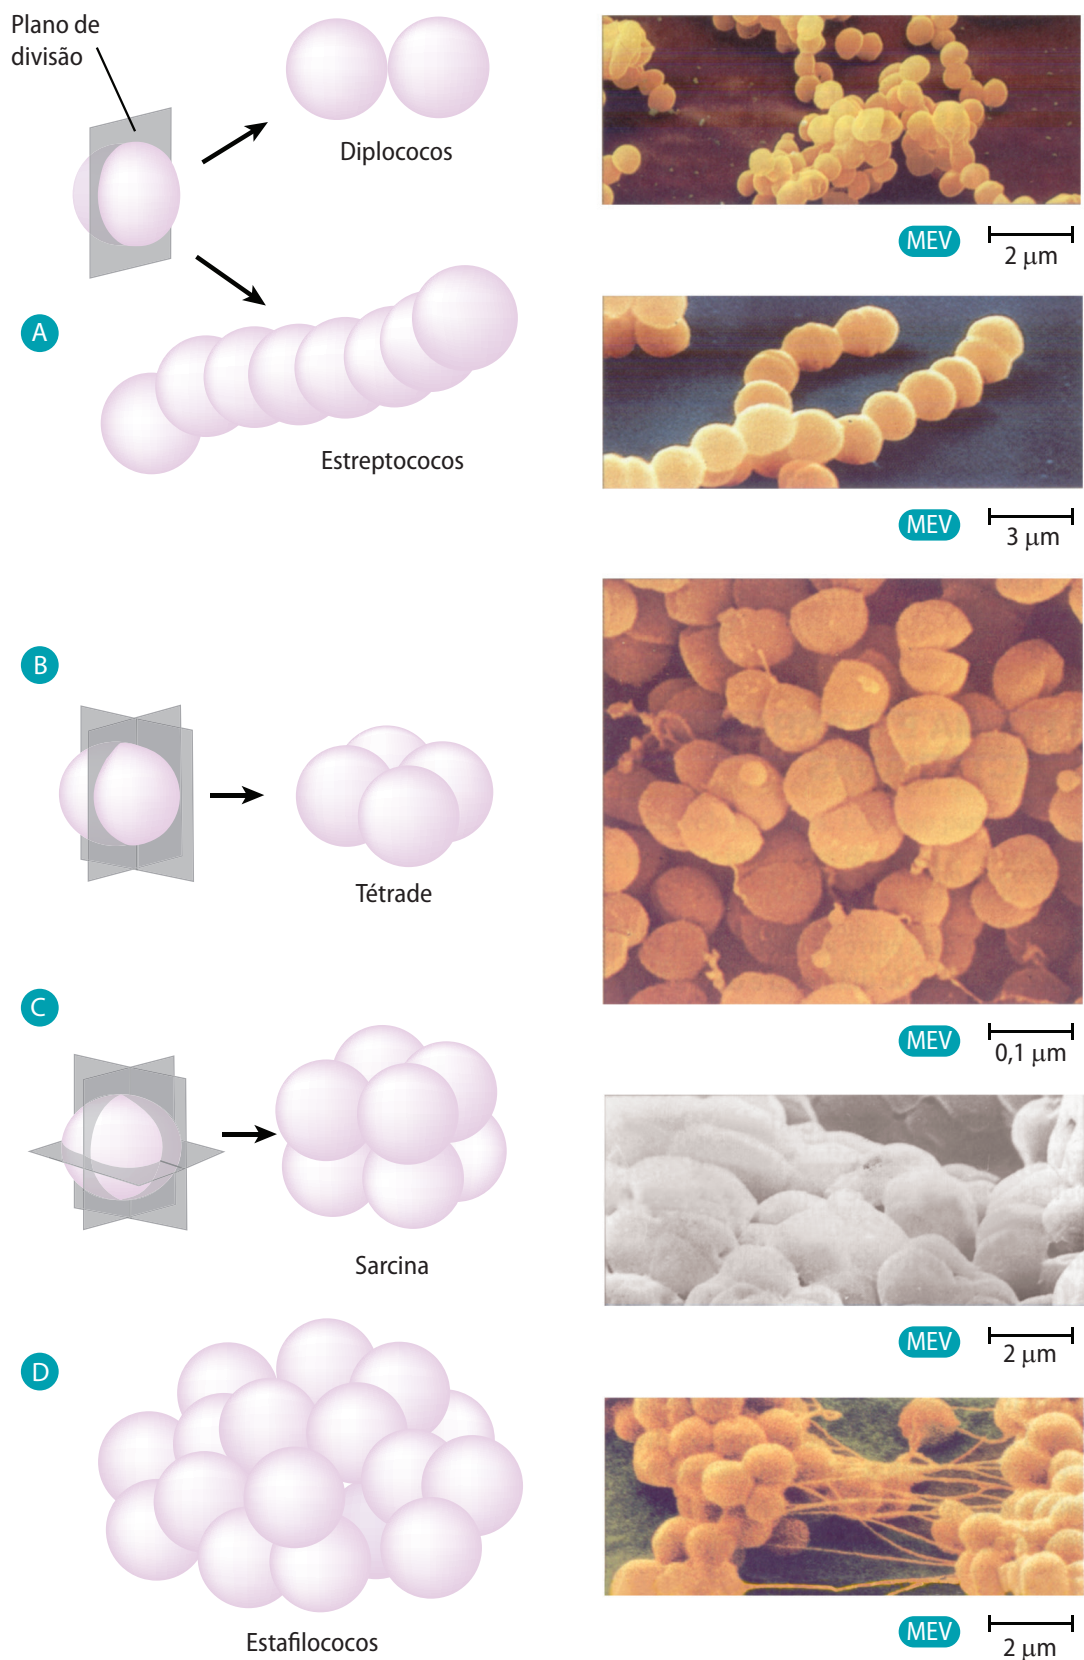 Plano de
divisão
Diplococos
MEV
2 μm
A
Estreptococos
MEV
3 μm
B
Tétrade
MEV
0,1 μm
C
Sarcina
MEV
2 μm
D
Estafilococos
MEV
2 μm